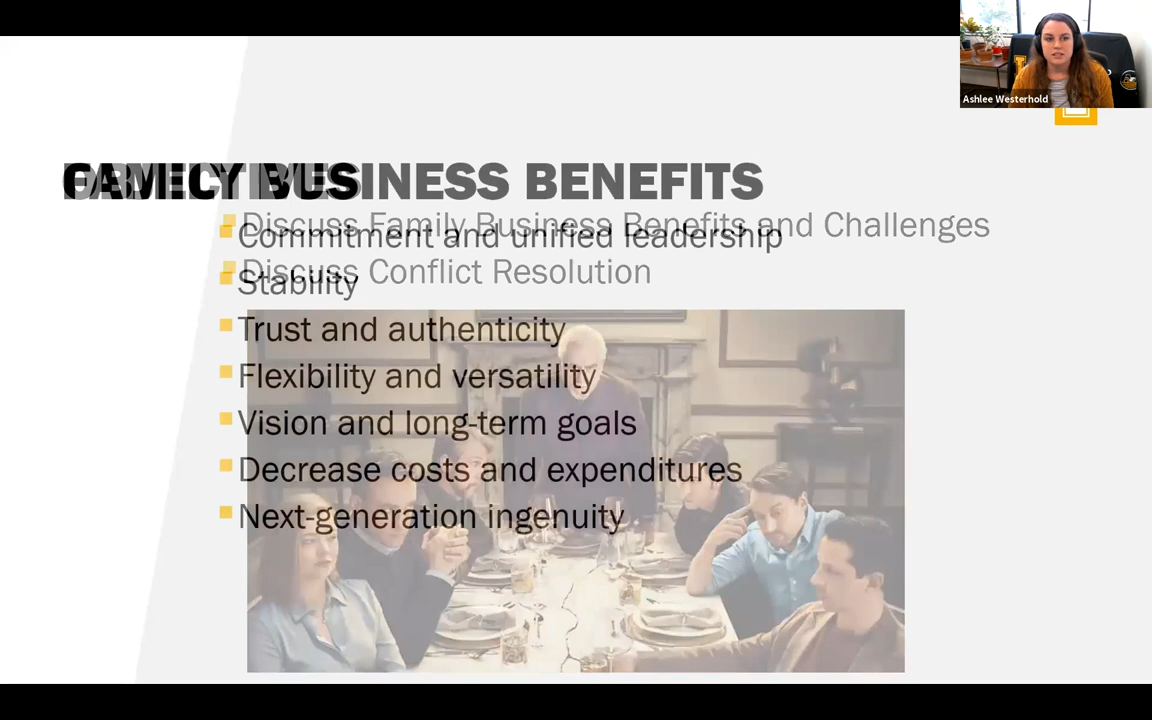 Ashlee Westerhold
OBJECTIVES
FAMILY BUSINESS BENEFITS
Discuss Family Business Benefits and Challenges
Commitment and unified leadership
Discuss Conflict Resolution
Stability
Trust and authenticity
Flexibility and versatility
Vision and long-term goals
Decrease costs and expenditures
Next-generation ingenuity